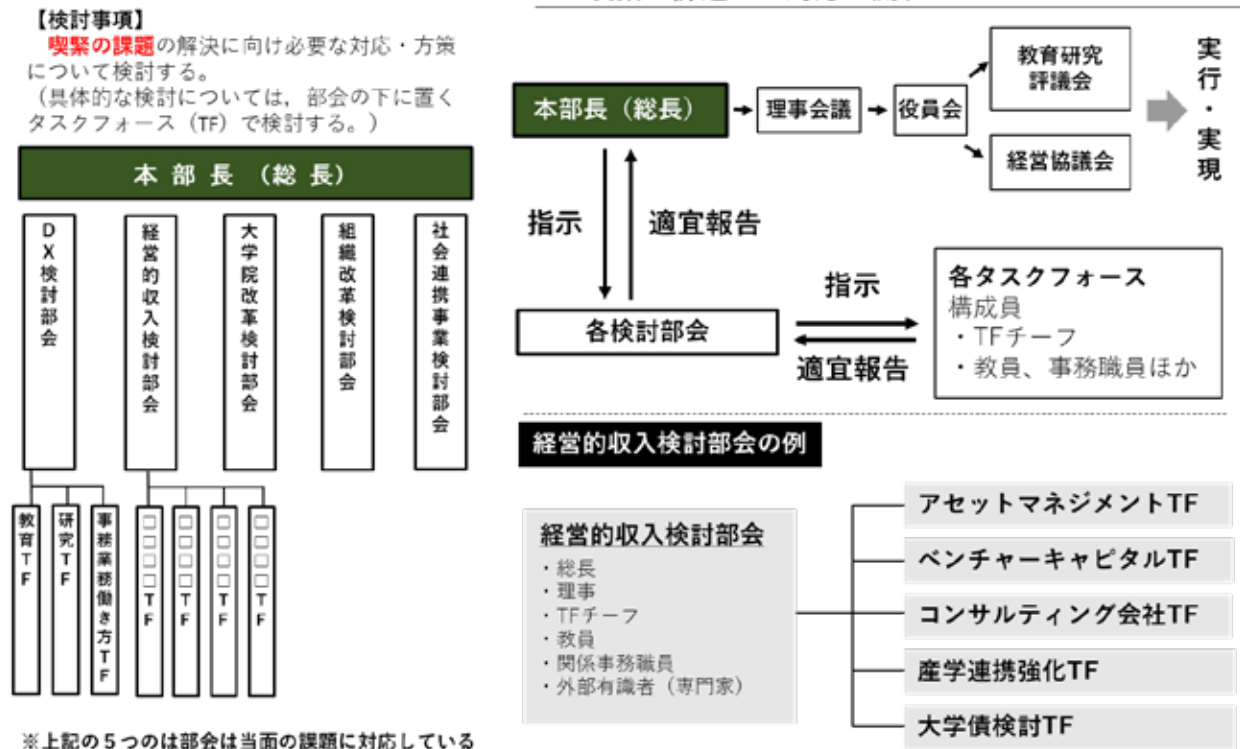 【検討事項】
喫緊の課題の解決に向け必要な対応・方策
について検討する。
（具体的な検討については，部会の下に置く
タスクフォース（TF）で検討する。）
本部長（総長）
DX検討部会
経営的収入検討部会
大学院改革検討部会
組織改革検討部会
社会連携事業検討部会
教育TF
研究TF
事務業務働き方TF
□□□□TF
□□□□TF
□□□□TF
□□□□TF
※上記の５つのは部会は当面の課題に対応している
本部長（総長）
理事会議
役員会
教育研究
評議会
経営協議会
実行・実現
指示
適宜報告
各検討部会
指示
適宜報告
各タスクフォース
構成員
・TFチーフ
・教員、事務職員ほか
経営的収入検討部会の例
経営的収入検討部会
・総長
・理事
・TFチーフ
・教員
・関係事務職員
・外部有識者（専門家）
アセットマネジメントTF
ベンチャーキャピタルTF
コンサルティング会社TF
産学連携強化TF
大学債検討TF